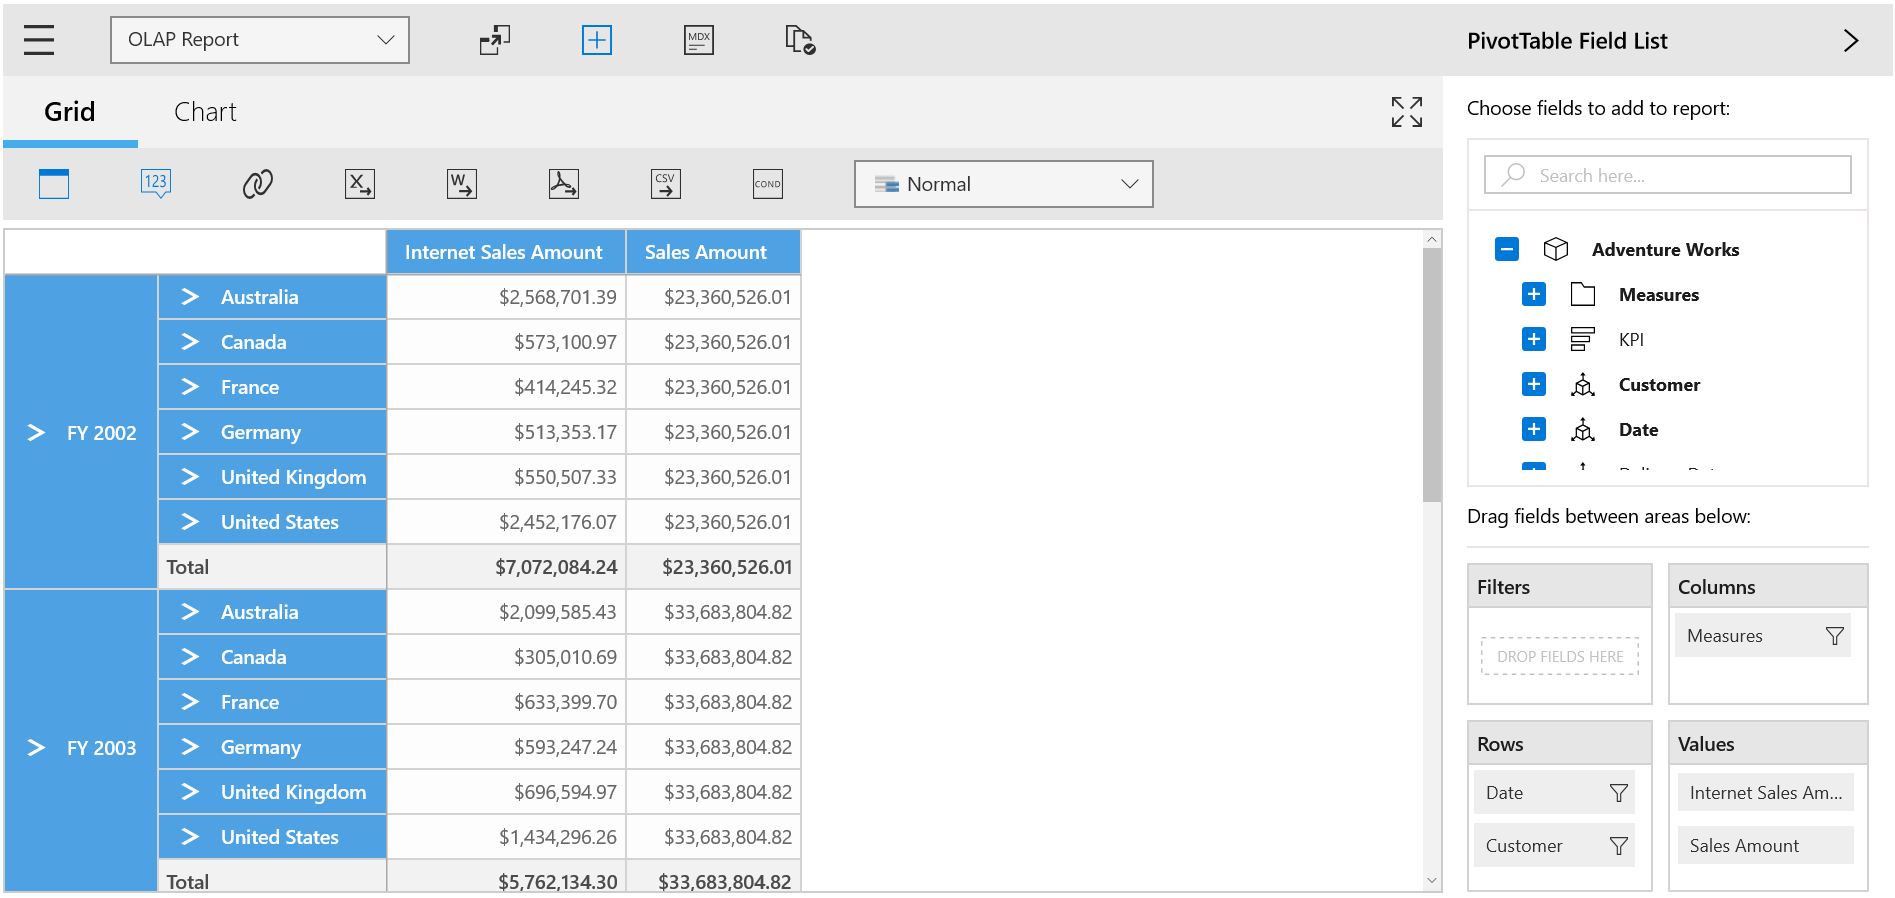 OLAP Report
MDX
PivotTable Field List
Grid
Chart
Choose fields to add to report:
123
X
W
CSV
COND
Normal
Search here...
Internet Sales Amount Sales Amount
Adventure Works
Measures
KPI
Customer
Date
FY 2002
Australia $2,568,701.39 $23,360,526.01
Canada $573,100.97 $23,360,526.01
France $414,245.32 $23,360,526.01
Germany $513,353.17 $23,360,526.01
United Kingdom $550,507.33 $23,360,526.01
United States $2,452,176.07 $23,360,526.01
Total $7,072,084.24 $23,360,526.01
FY 2003
Australia $2,099,585.43 $33,683,804.82
Canada $305,010.69 $33,683,804.82
France $633,399.70 $33,683,804.82
Germany $593,247.24 $33,683,804.82
United Kingdom $696,594.97 $33,683,804.82
United States $1,434,296.26 $33,683,804.82
Total $5,762,134.30 $33,683,804.82
Drag fields between areas below:
Filters
DROP FIELDS HERE
Columns
Measures
Rows
Date
Customer
Values
Internet Sales Am...
Sales Amount